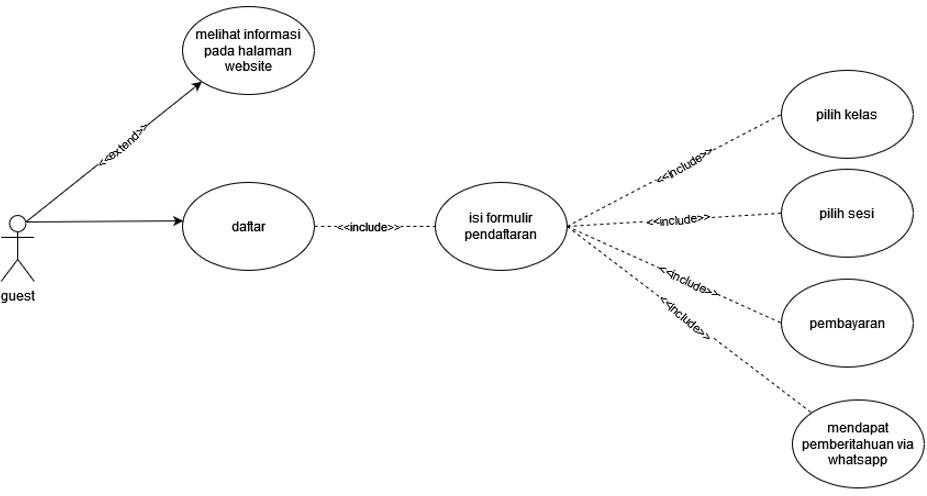 melihat informasi
pada halaman
website
<<extend>>
guest
daftar
<<include>>
isi formulir
pendaftaran
<<include>>
pilih kelas
<<include>>
pilih sesi
<<include>>
pembayaran
<<include>>
mendapat
pemberitahuan via
whatsapp